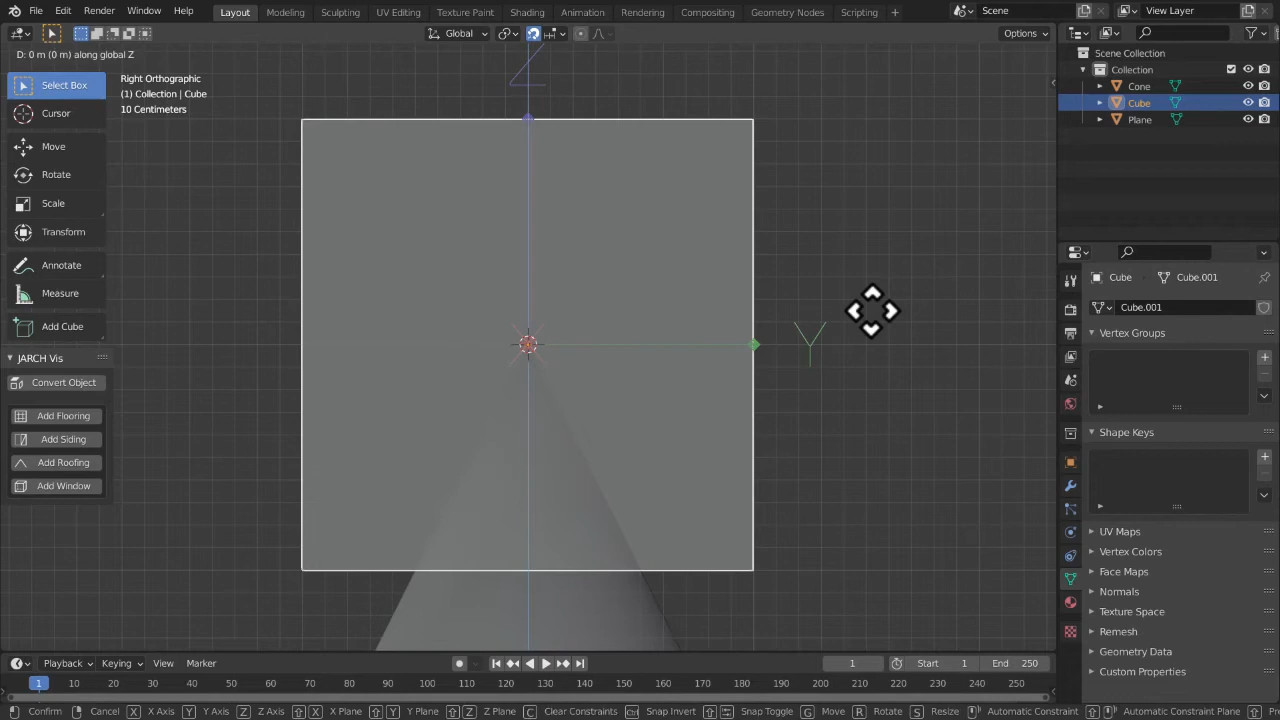 File Edit Render Window Help Layout Modeling Sculpting UV Editing Texture Paint Shading Animation Rendering Compositing Geometry Nodes Scripting + Scene View Layer
Global Options
D: 0 m (0 m) along global Z
Right Orthographic
(1) Collection | Cube
10 Centimeters
Select Box
Cursor
Move
Rotate
Scale
Transform
Annotate
Measure
Add Cube
JARCH Vis
Convert Object
Add Flooring
Add Siding
Add Roofing
Add Window
Z
Y
Scene Collection
Collection
Cone
Cube
Plane
Cube Cube.001
Cube.001
Vertex Groups
Shape Keys
UV Maps
Vertex Colors
Face Maps
Normals
Texture Space
Remesh
Geometry Data
Custom Properties
Playback Keying View Marker 1 Start 1 End 250
1 10 20 30 40 50 60 70 80 90 100 110 120 130 140 150 160 170 180 190 200 210 220 230 240 250
Confirm Cancel X X Axis Y Y Axis Z Z Axis X X Plane Y Y Plane Z Z Plane C Clear Constraints Ctrl Snap Invert Snap Toggle G Move R Rotate S Resize Automatic Constraint Automatic Constraint Plane Precis